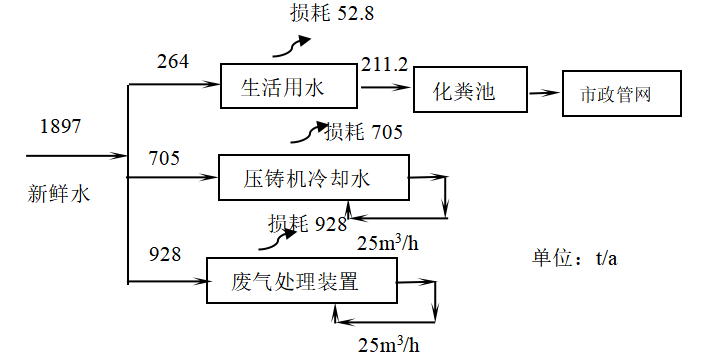 损耗 52.8
264
生活用水
211.2
化粪池
市政管网
1897
新鲜水
损耗 705
705
压铸机冷却水
25m³/h
损耗 928
928
废气处理装置
25m³/h
单位：t/a